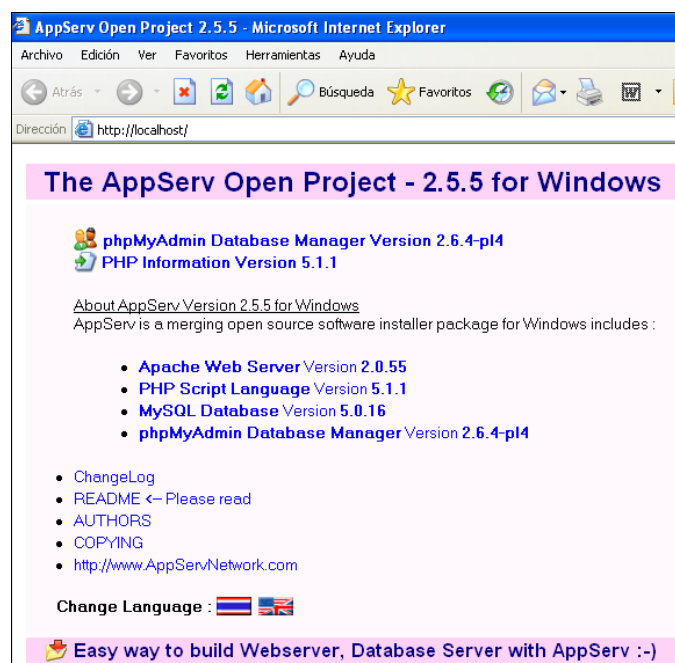 AppServ Open Project 2.5.5 - Microsoft Internet Explorer
Archivo Edición Ver Favoritos Herramientas Ayuda
Atrás Búsqueda Favoritos
Dirección http://localhost/
The AppServ Open Project - 2.5.5 for Windows
phpMyAdmin Database Manager Version 2.6.4-pl4
PHP Information Version 5.1.1
About AppServ Version 2.5.5 for Windows
AppServ is a merging open source software installer package for Windows includes :
Apache Web Server Version 2.0.55
PHP Script Language Version 5.1.1
MySQL Database Version 5.0.16
phpMyAdmin Database Manager Version 2.6.4-pl4
ChangeLog
README <-- Please read
AUTHORS
COPYING
http://www.AppServNetwork.com
Change Language :
Easy way to build Webserver, Database Server with AppServ :-)